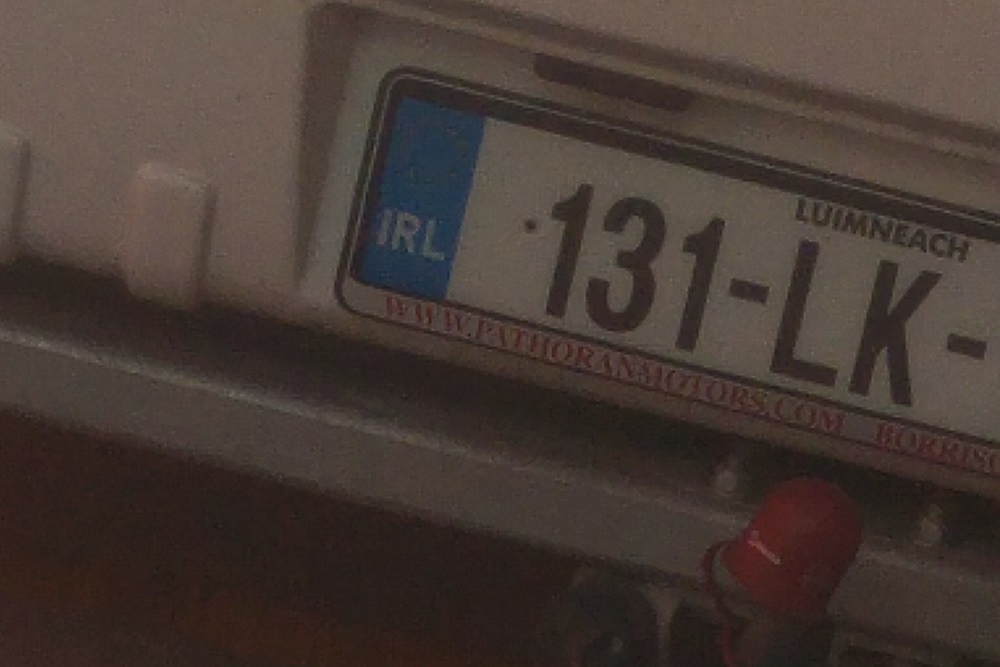 LUIMNEACH
IRL
131-LK-
WWW.PATHORANMOTORS.COM